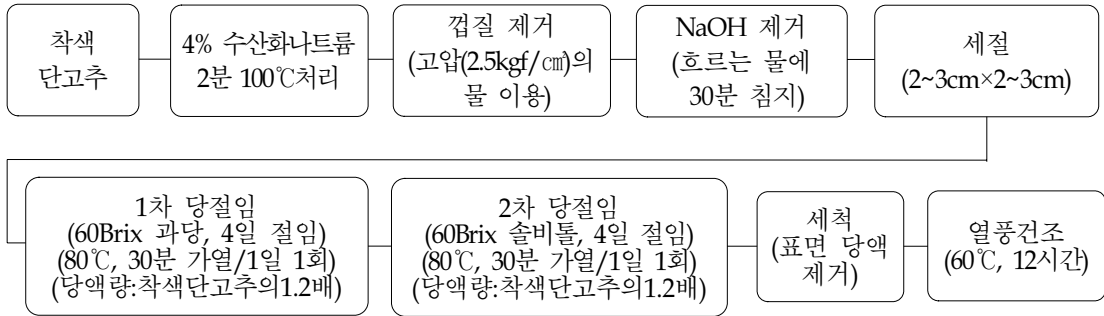 착색
단고추
4% 수산화나트륨
2분 100℃처리
껍질 제거
(고압(2.5kgf/㎠)의
물 이용)
NaOH 제거
(흐르는 물에
30분 침지)
세절
(2~3cm×2~3cm)
1차 당절임
(60Brix 과당, 4일 절임)
(80℃, 30분 가열/1일 1회)
(당액량:착색단고추의1.2배)
2차 당절임
(60Brix 솔비톨, 4일 절임)
(80℃, 30분 가열/1일 1회)
(당액량:착색단고추의1.2배)
세척
(표면 당액
제거)
열풍건조
(60℃, 12시간)